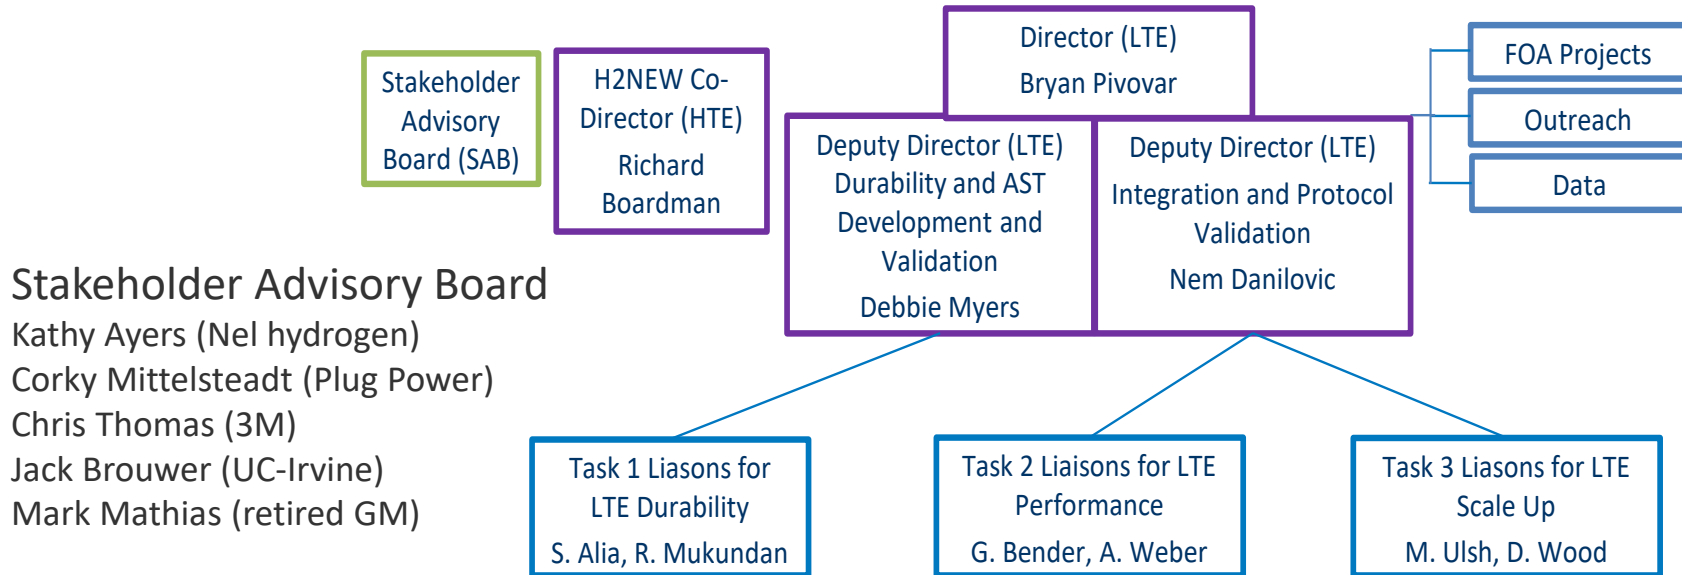 Director (LTE)
Bryan Pivovar
Stakeholder
Advisory
Board (SAB)
H2NEW Co-
Director (HTE)
Richard
Boardman
Deputy Director (LTE)
Durability and AST
Development and
Validation
Debbie Myers
Deputy Director (LTE)
Integration and Protocol
Validation
Nem Danilovic
FOA Projects
Outreach
Data
Stakeholder Advisory Board
Kathy Ayers (Nel hydrogen)
Corky Mittelsteadt (Plug Power)
Chris Thomas (3M)
Jack Brouwer (UC-Irvine)
Mark Mathias (retired GM)
Task 1 Liasons for
LTE Durability
S. Alia, R. Mukundan
Task 2 Liaisons for LTE
Performance
G. Bender, A. Weber
Task 3 Liasons for LTE
Scale Up
M. Ulsh, D. Wood